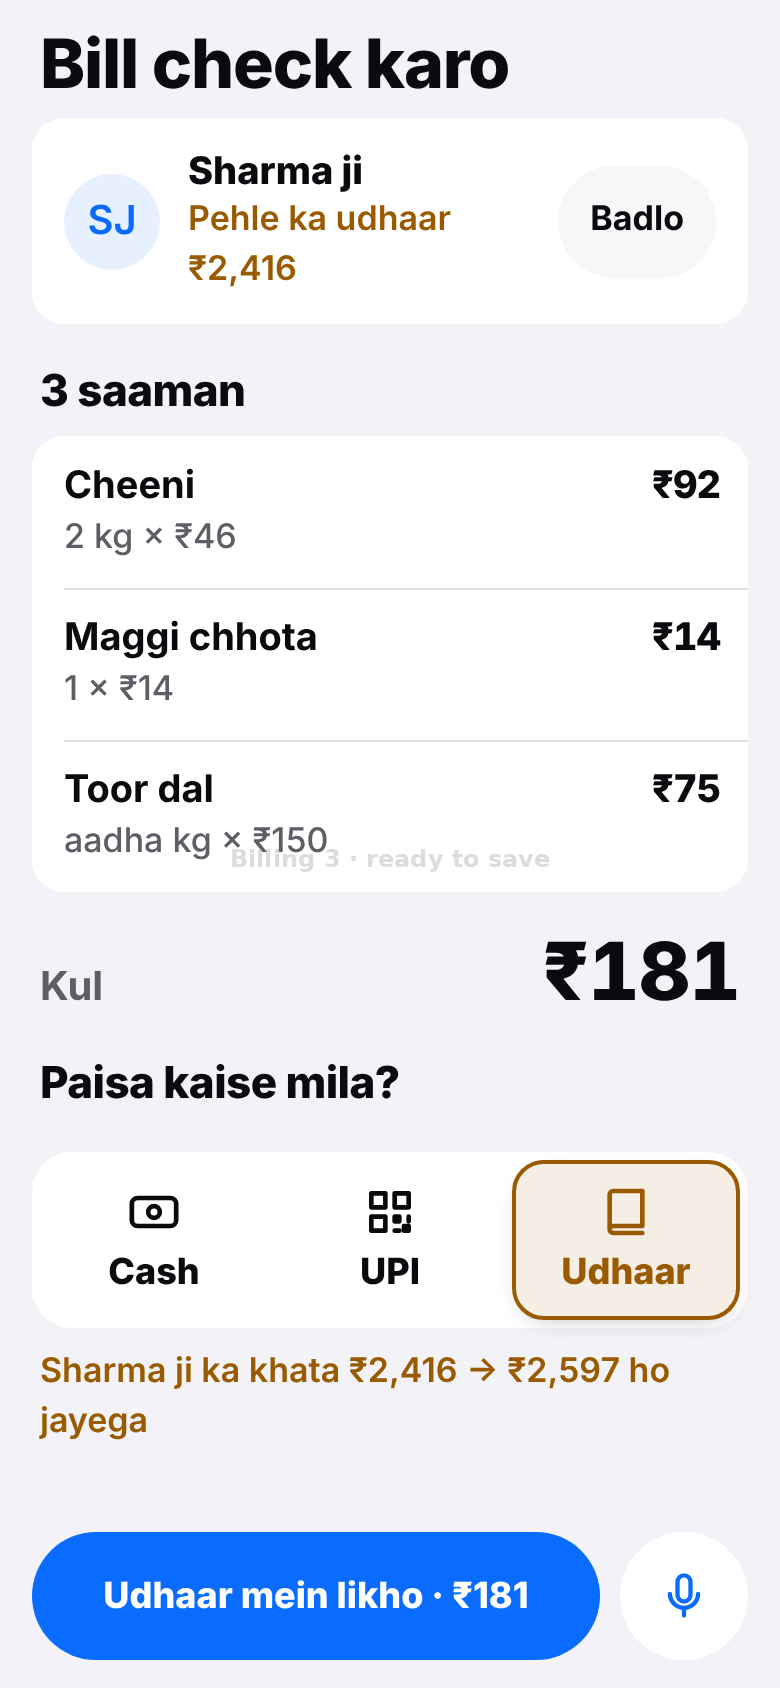 Bill check karo
SJ
Sharma ji
Pehle ka udhaar
₹2,416
Badlo
3 saaman
Cheeni
₹92
2 kg × ₹46
Maggi chhota
₹14
1 × ₹14
Toor dal
₹75
aadha kg × ₹150
Billing 3 · ready to save
Kul
₹181
Paisa kaise mila?
Cash
UPI
Udhaar
Sharma ji ka khata ₹2,416 → ₹2,597 ho
jayega
Udhaar mein likho · ₹181